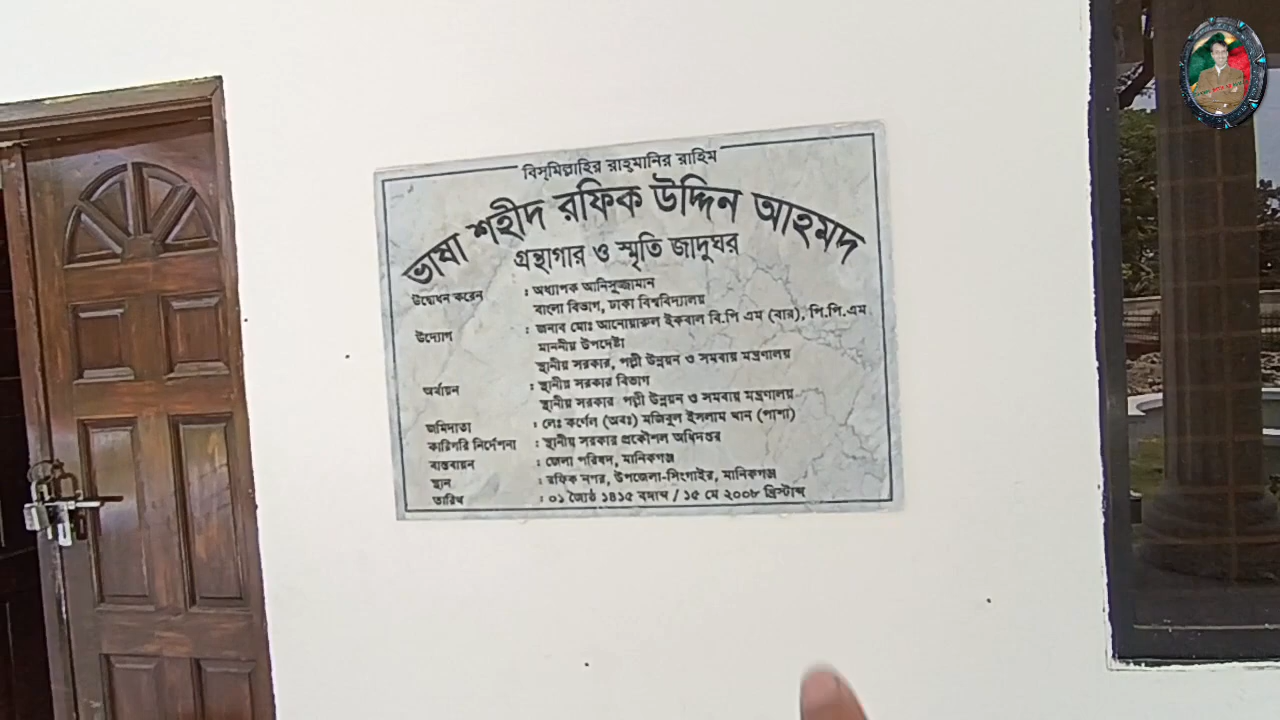 বিস্‌মিল্লাহির রাহ্‌মানির রাহিম
ভাষা শহীদ রফিক উদ্দিন আহমদ
গ্রন্থাগার ও স্মৃতি জাদুঘর
উদ্বোধন করেন : অধ্যাপক আনিসুজ্জামান
বাংলা বিভাগ, ঢাকা বিশ্ববিদ্যালয়
উদ্যোগ : জনাব মোঃ আনোয়ারুল ইকবাল বি.পি এম (বার), পি.পি.এম
মাননীয় উপদেষ্টা
স্থানীয় সরকার, পল্লী উন্নয়ন ও সমবায় মন্ত্রণালয়
অর্থায়ন : স্থানীয় সরকার বিভাগ
স্থানীয় সরকার পল্লী উন্নয়ন ও সমবায় মন্ত্রণালয়
জমিদাতা : লেঃ কর্ণেল (অবঃ) মজিবুল ইসলাম খান (পাশা)
কারিগরি নির্দেশনা : স্থানীয় সরকার প্রকৌশল অধিদপ্তর
বাস্তবায়ন : জেলা পরিষদ, মানিকগঞ্জ
স্থান : রফিক নগর, উপজেলা-সিংগাইর, মানিকগঞ্জ
তারিখ : ০১ জ্যৈষ্ঠ ১৪১৫ বঙ্গাব্দ / ১৫ মে ২০০৮ খ্রিস্টাব্দ